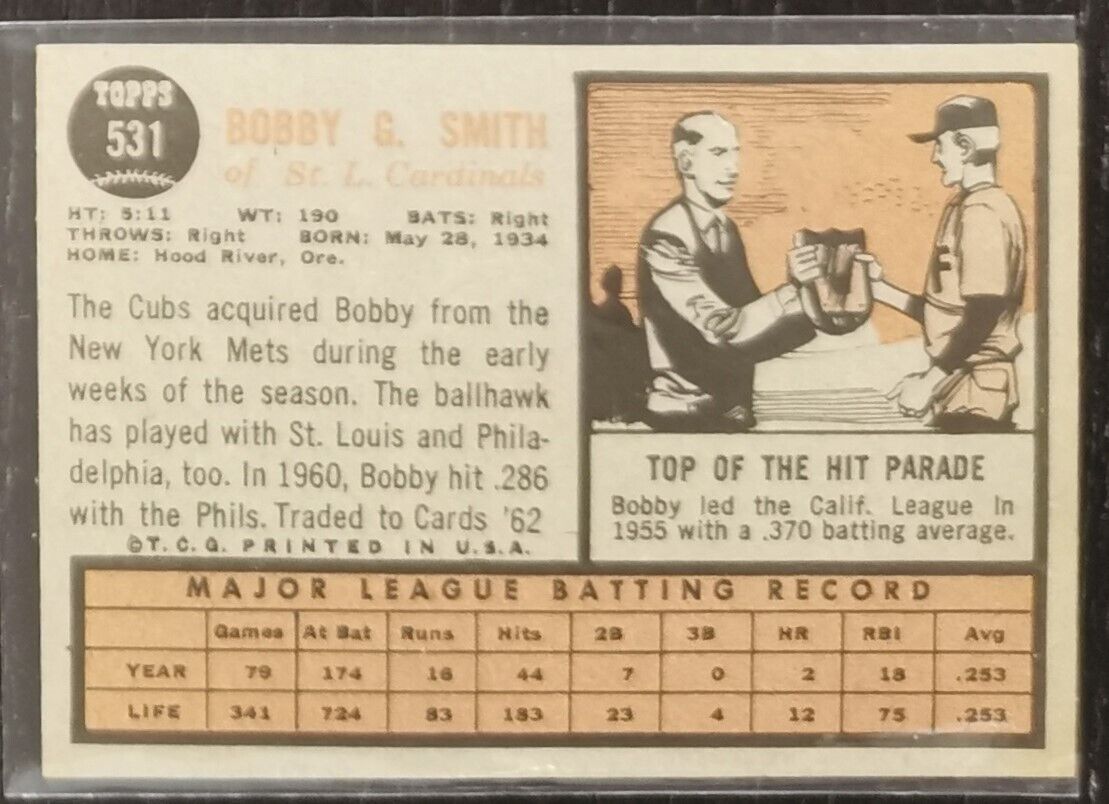 TOPPS
531
BOBBY G. SMITH
of St. L. Cardinals
HT: 5:11 WT: 190 BATS: Right
THROWS: Right BORN: May 28, 1934
HOME: Hood River, Ore.
The Cubs acquired Bobby from the
New York Mets during the early
weeks of the season. The ballhawk
has played with St. Louis and Phila-
delphia, too. In 1960, Bobby hit .286
with the Phils. Traded to Cards '62
©T. C. G. PRINTED IN U.S.A.
F
TOP OF THE HIT PARADE
Bobby led the Calif. League in
1955 with a .370 batting average.
MAJOR LEAGUE BATTING RECORD
Games At Bat Runs Hits 2B 3B HR RBI Avg
YEAR 79 174 16 44 7 0 2 18 .253
LIFE 341 724 83 183 23 4 12 75 .253